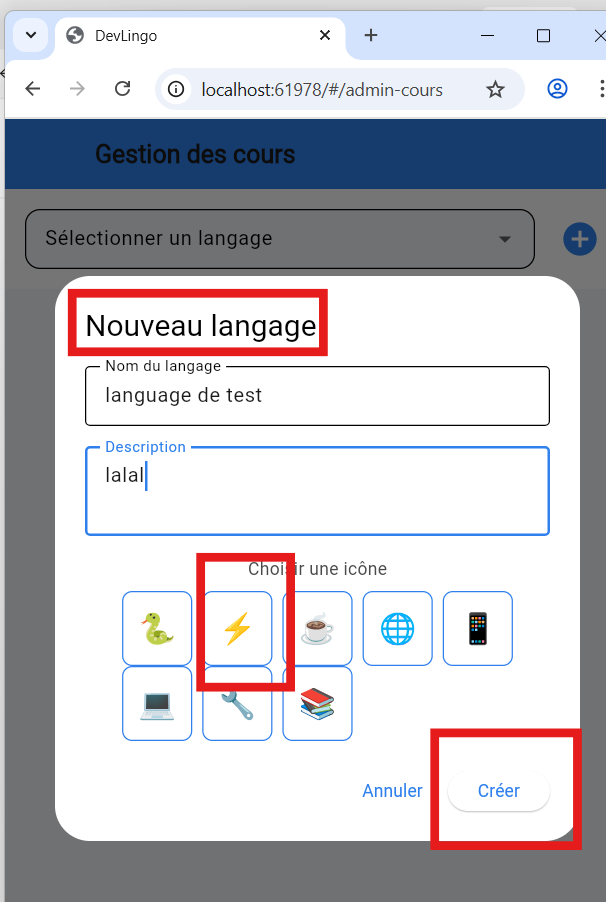 DevLingo
localhost:61978/#/admin-cours
Gestion des cours
Sélectionner un langage
Nouveau langage
Nom du langage
language de test
Description
lalal
Choisir une icône
Annuler
Créer